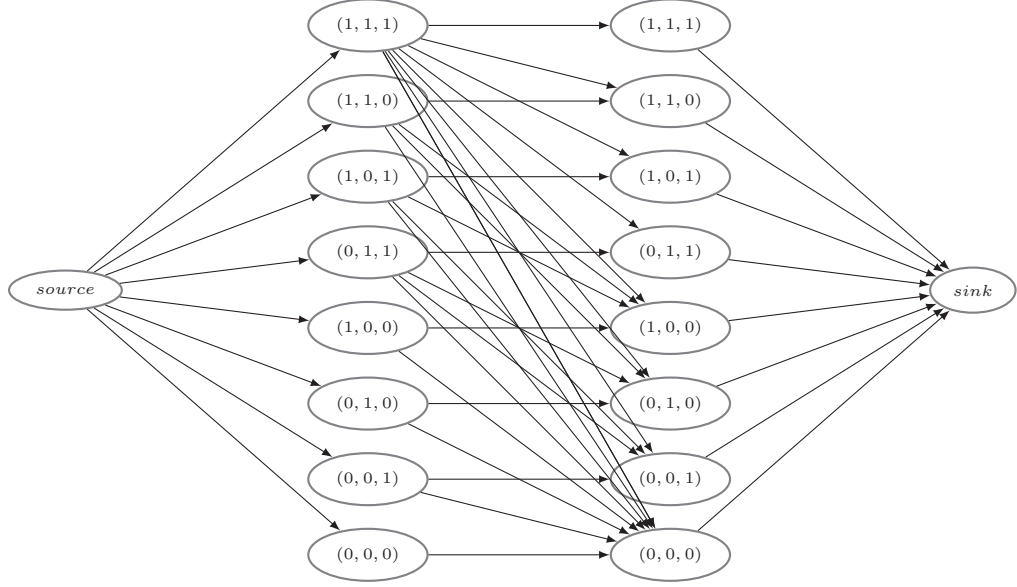 (1, 1, 1) (1, 1, 1)
(1, 1, 0) (1, 1, 0)
(1, 0, 1) (1, 0, 1)
(0, 1, 1) (0, 1, 1)
source sink
(1, 0, 0) (1, 0, 0)
(0, 1, 0) (0, 1, 0)
(0, 0, 1) (0, 0, 1)
(0, 0, 0) (0, 0, 0)